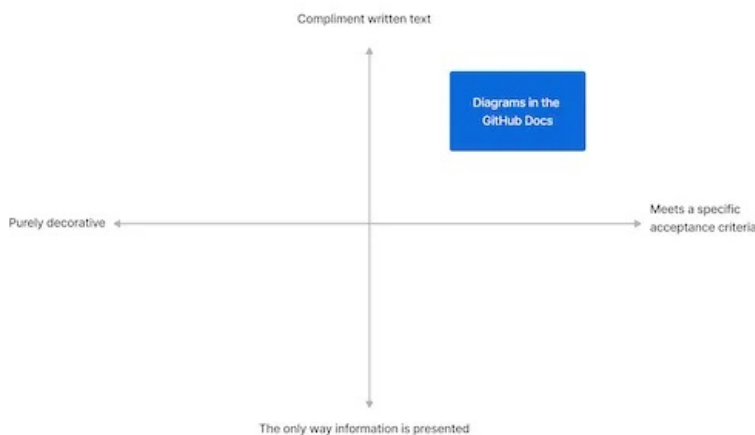 Compliment written text
Diagrams in the
GitHub Docs
Purely decorative
Meets a specific
acceptance criteria
The only way information is presented